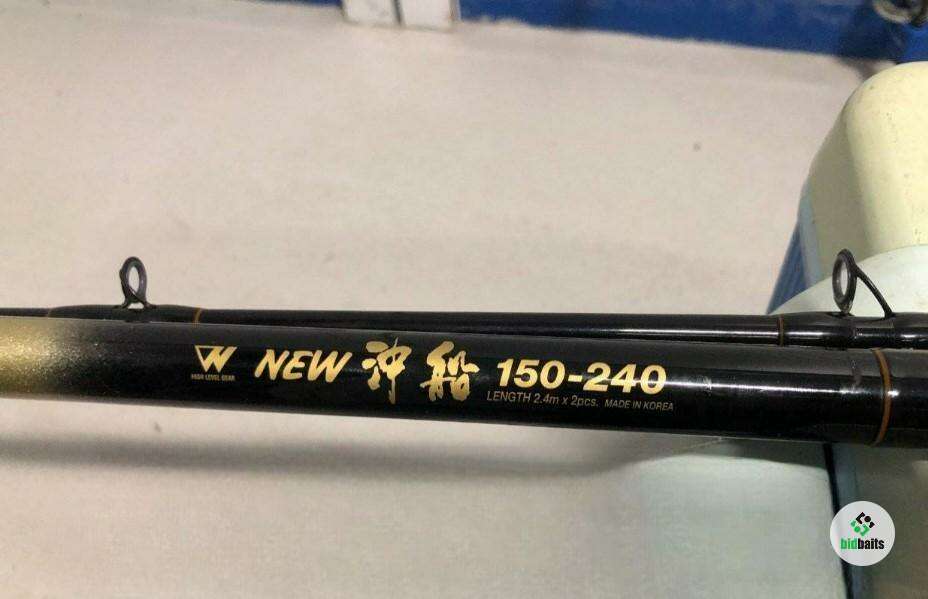 W
HIGH LEVEL GEAR
NEW 沖船 150-240
LENGTH 2.4m x 2pcs. MADE IN KOREA
bidbaits